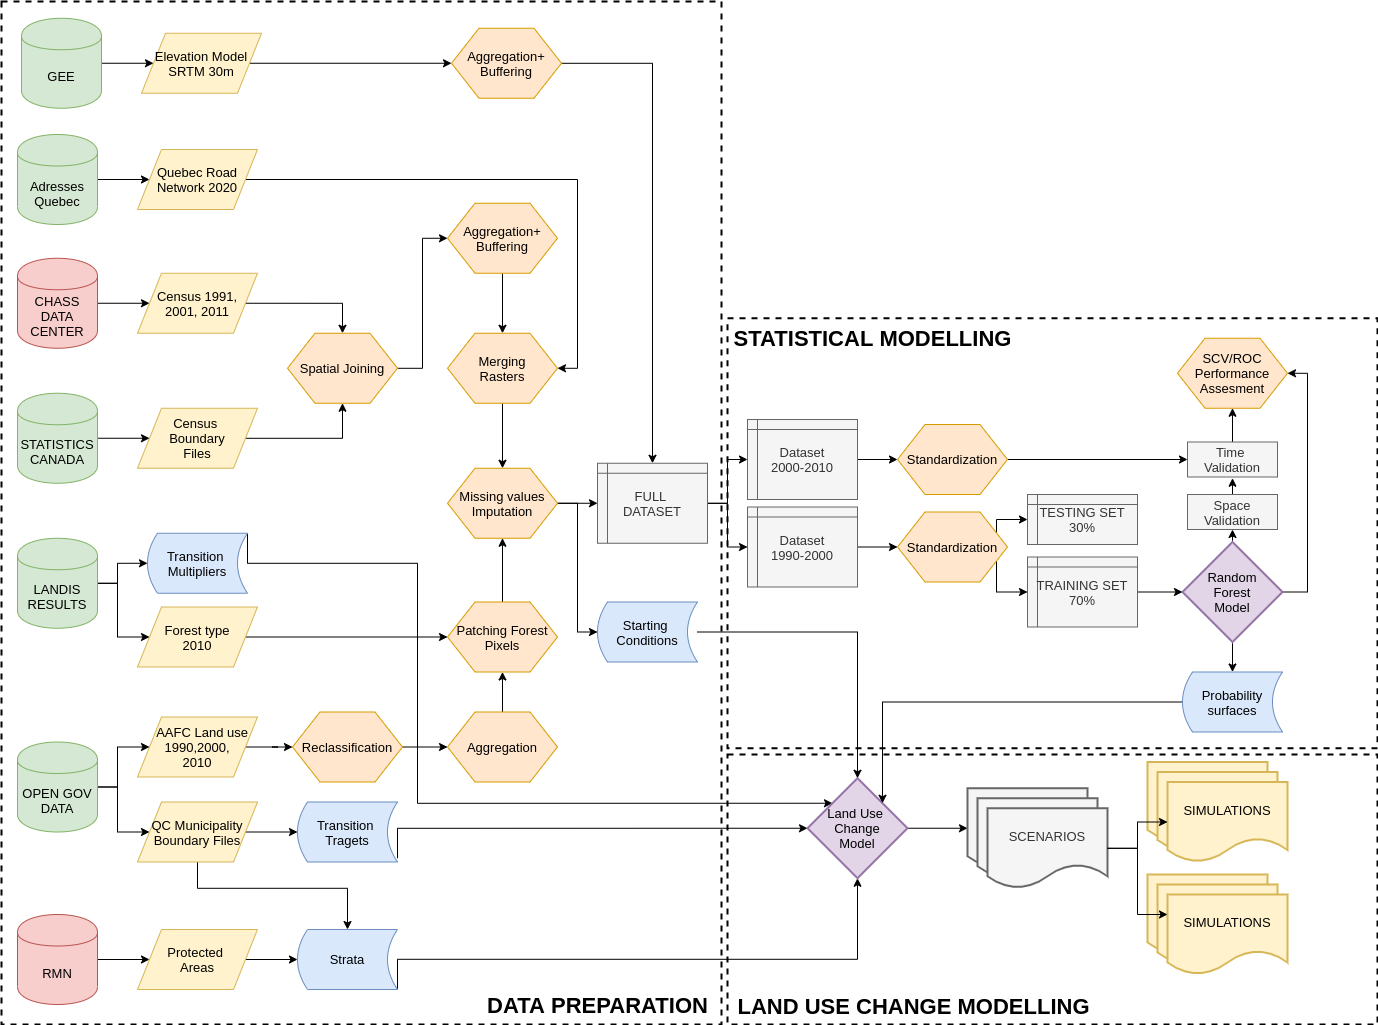 GEE
Elevation Model
SRTM 30m
Aggregation+
Buffering
Adresses
Quebec
Quebec Road
Network 2020
Aggregation+
Buffering
CHASS
DATA
CENTER
Census 1991,
2001, 2011
Spatial Joining
Merging
Rasters
STATISTICS
CANADA
Census
Boundary
Files
Missing values
Imputation
FULL
DATASET
LANDIS
RESULTS
Transition
Multipliers
Forest type
2010
Patching Forest
Pixels
Starting
Conditions
OPEN GOV
DATA
AAFC Land use
1990,2000,
2010
Reclassification
Aggregation
QC Municipality
Boundary Files
Transition
Tragets
RMN
Protected
Areas
Strata
DATA PREPARATION
STATISTICAL MODELLING
SCV/ROC
Performance
Assesment
Dataset
2000-2010
Standardization
Time
Validation
Dataset
1990-2000
Standardization
TESTING SET
30%
Space
Validation
TRAINING SET
70%
Random
Forest
Model
Probability
surfaces
Land Use
Change
Model
SCENARIOS
SIMULATIONS
SIMULATIONS
LAND USE CHANGE MODELLING